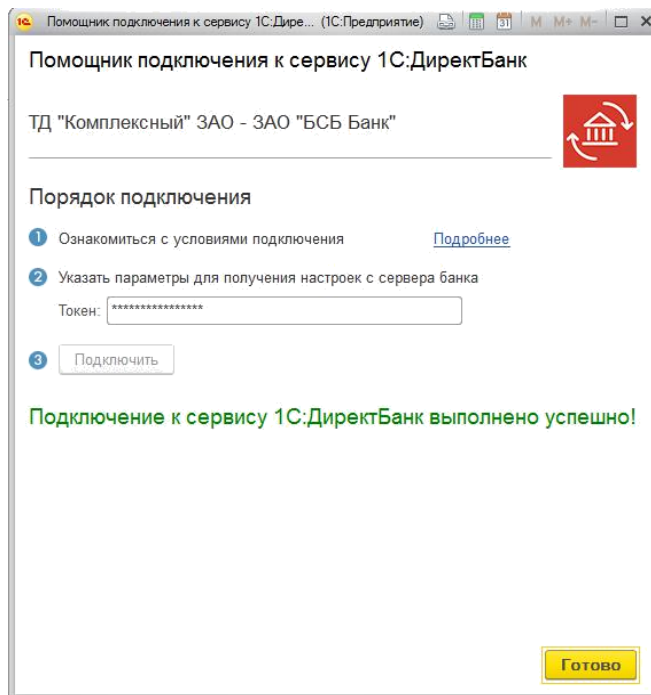 Помощник подключения к сервису 1С:Дире... (1С:Предприятие) 31 M M+ M-
Помощник подключения к сервису 1С:ДиректБанк
ТД "Комплексный" ЗАО - ЗАО "БСБ Банк"
Порядок подключения
1 Ознакомиться с условиями подключения Подробнее
2 Указать параметры для получения настроек с сервера банка
Токен: ****************
3 Подключить
Подключение к сервису 1С:ДиректБанк выполнено успешно!
Готово